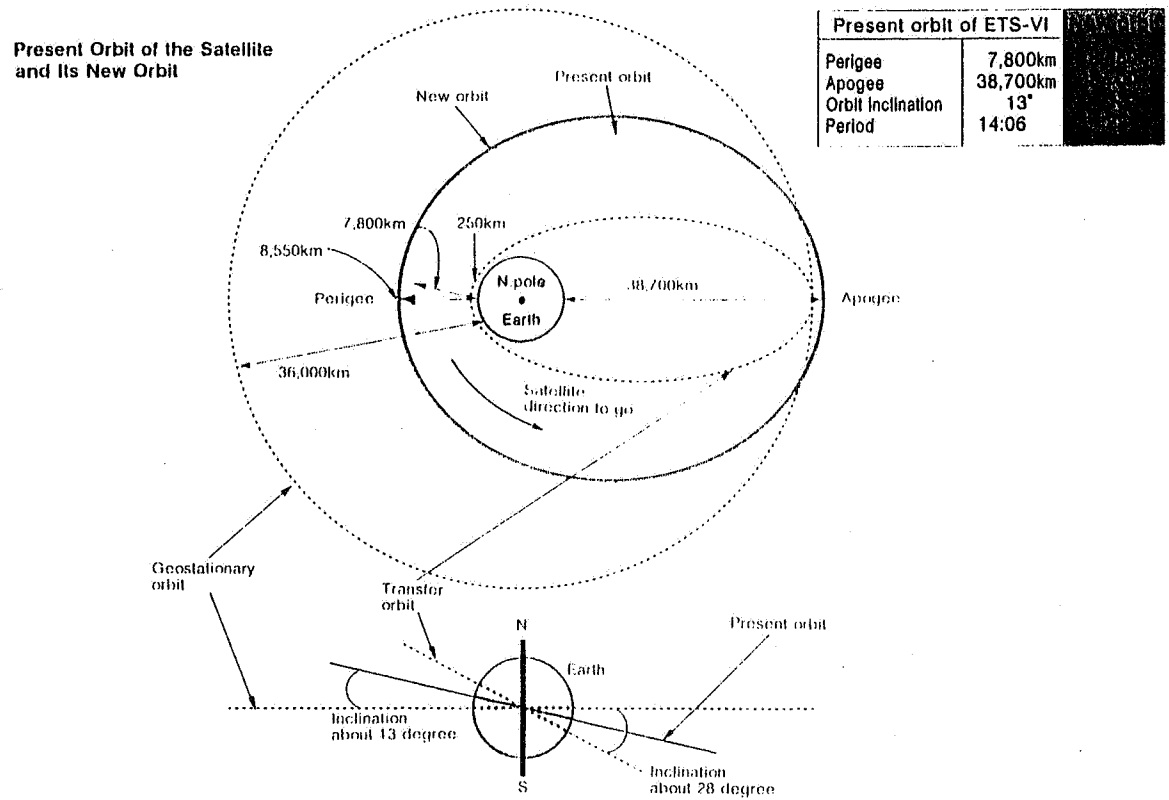 Present Orbit of the Satellite
and Its New Orbit
Present orbit of ETS-VI
Perigee 7,800km
Apogee 38,700km
Orbit Inclination 13°
Period 14:06
Present orbit
New orbit
7,800km
250km
8,550km
Perigee
N.pole
Earth
38,700km
Apogee
36,000km
Satellite
direction to go
Geostationary
orbit
Transfer
orbit
N
Present orbit
Earth
Inclination
about 13 degree
Inclination
about 28 degree
S